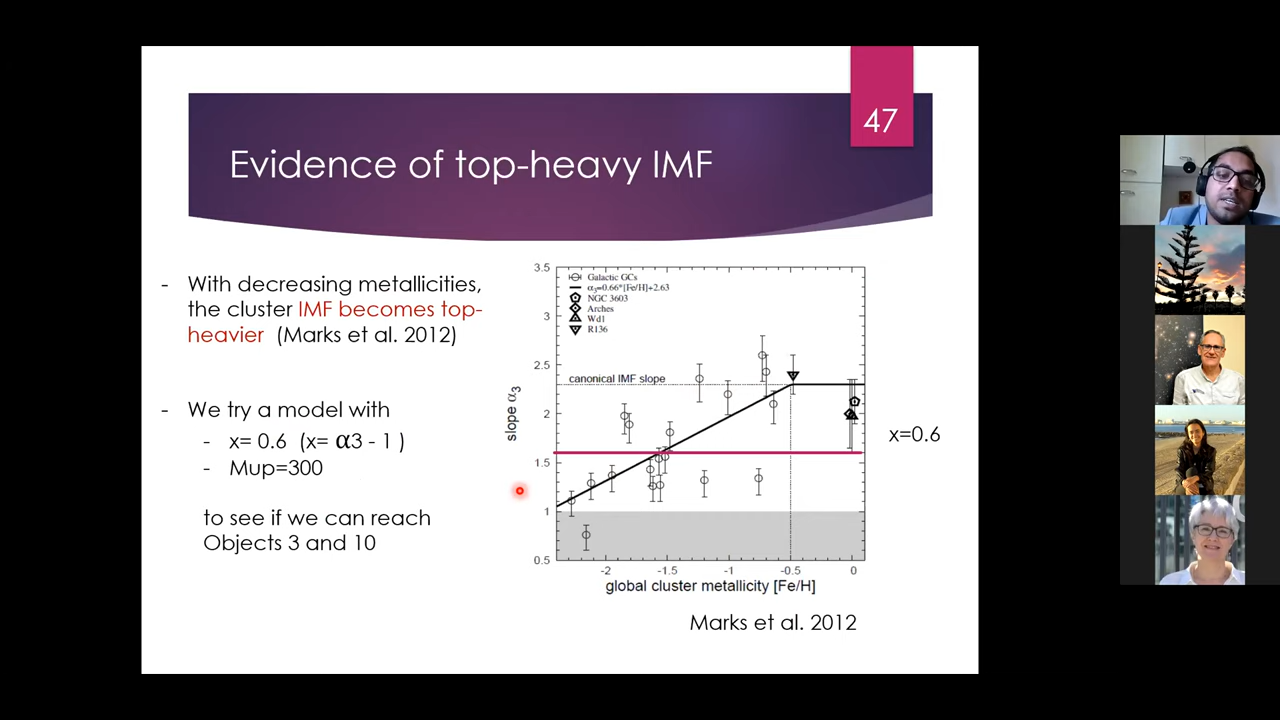 47
Evidence of top-heavy IMF
- With decreasing metallicities,
the cluster IMF becomes top-
heavier (Marks et al. 2012)
- We try a model with
- x= 0.6 (x= α3 - 1 )
- Mup=300
to see if we can reach
Objects 3 and 10
3.5
3
2.5
2
1.5
1
0.5
slope α3
Galactic GCs
α3=0.66*[Fe/H]+2.63
NGC 3603
Arches
Wd1
R136
canonical IMF slope
-2 -1.5 -1 -0.5 0
global cluster metallicity [Fe/H]
x=0.6
Marks et al. 2012